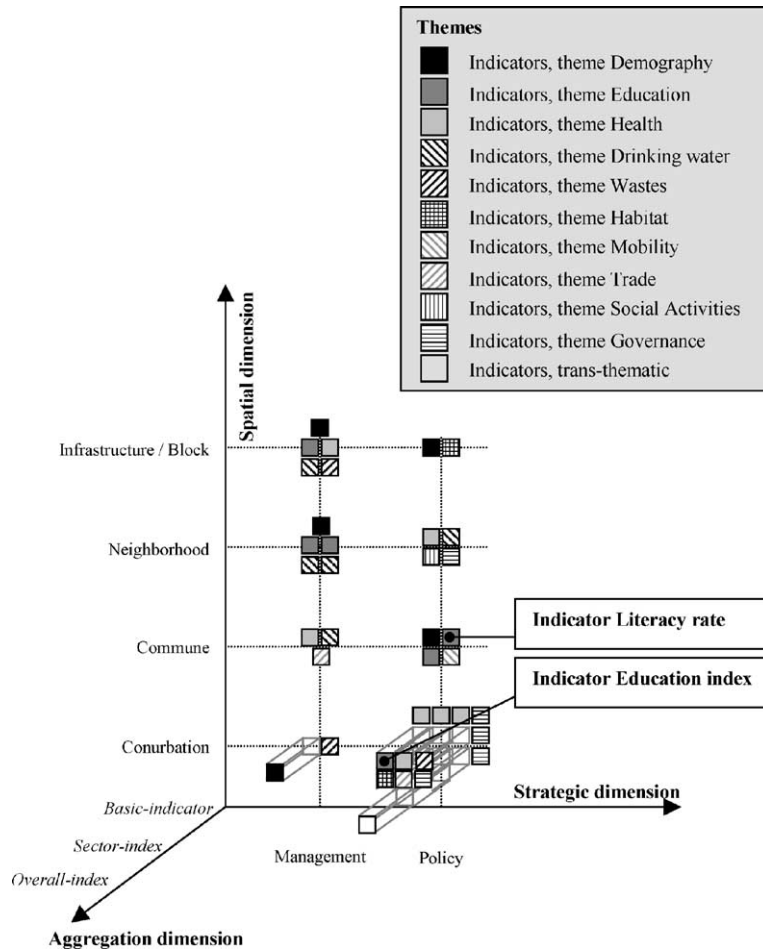 Themes
Indicators, theme Demography
Indicators, theme Education
Indicators, theme Health
Indicators, theme Drinking water
Indicators, theme Wastes
Indicators, theme Habitat
Indicators, theme Mobility
Indicators, theme Trade
Indicators, theme Social Activities
Indicators, theme Governance
Indicators, trans-thematic
Spatial dimension
Infrastructure / Block
Neighborhood
Indicator Literacy rate
Commune
Indicator Education index
Conurbation
Basic-indicator
Strategic dimension
Sector-index
Management
Policy
Overall-index
Aggregation dimension